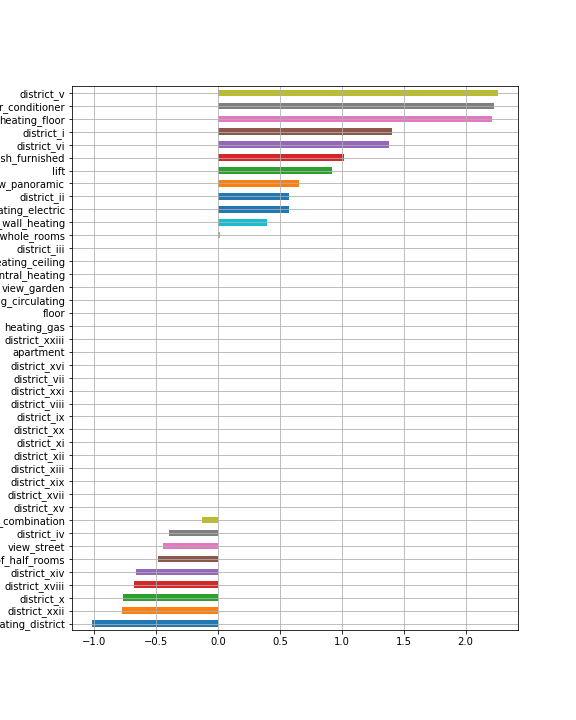 district_v
r_conditioner
heating_floor
district_i
district_vi
sh_furnished
lift
w_panoramic
district_ii
ating_electric
_wall_heating
whole_rooms
district_iii
eating_ceiling
ntral_heating
view_garden
g_circulating
floor
heating_gas
district_xxiii
apartment
district_xvi
district_vii
district_xxi
district_viii
district_ix
district_xx
district_xi
district_xii
district_xiii
district_xix
district_xvii
district_xv
_combination
district_iv
view_street
of_half_rooms
district_xiv
district_xviii
district_x
district_xxii
ating_district
−1.0 −0.5 0.0 0.5 1.0 1.5 2.0